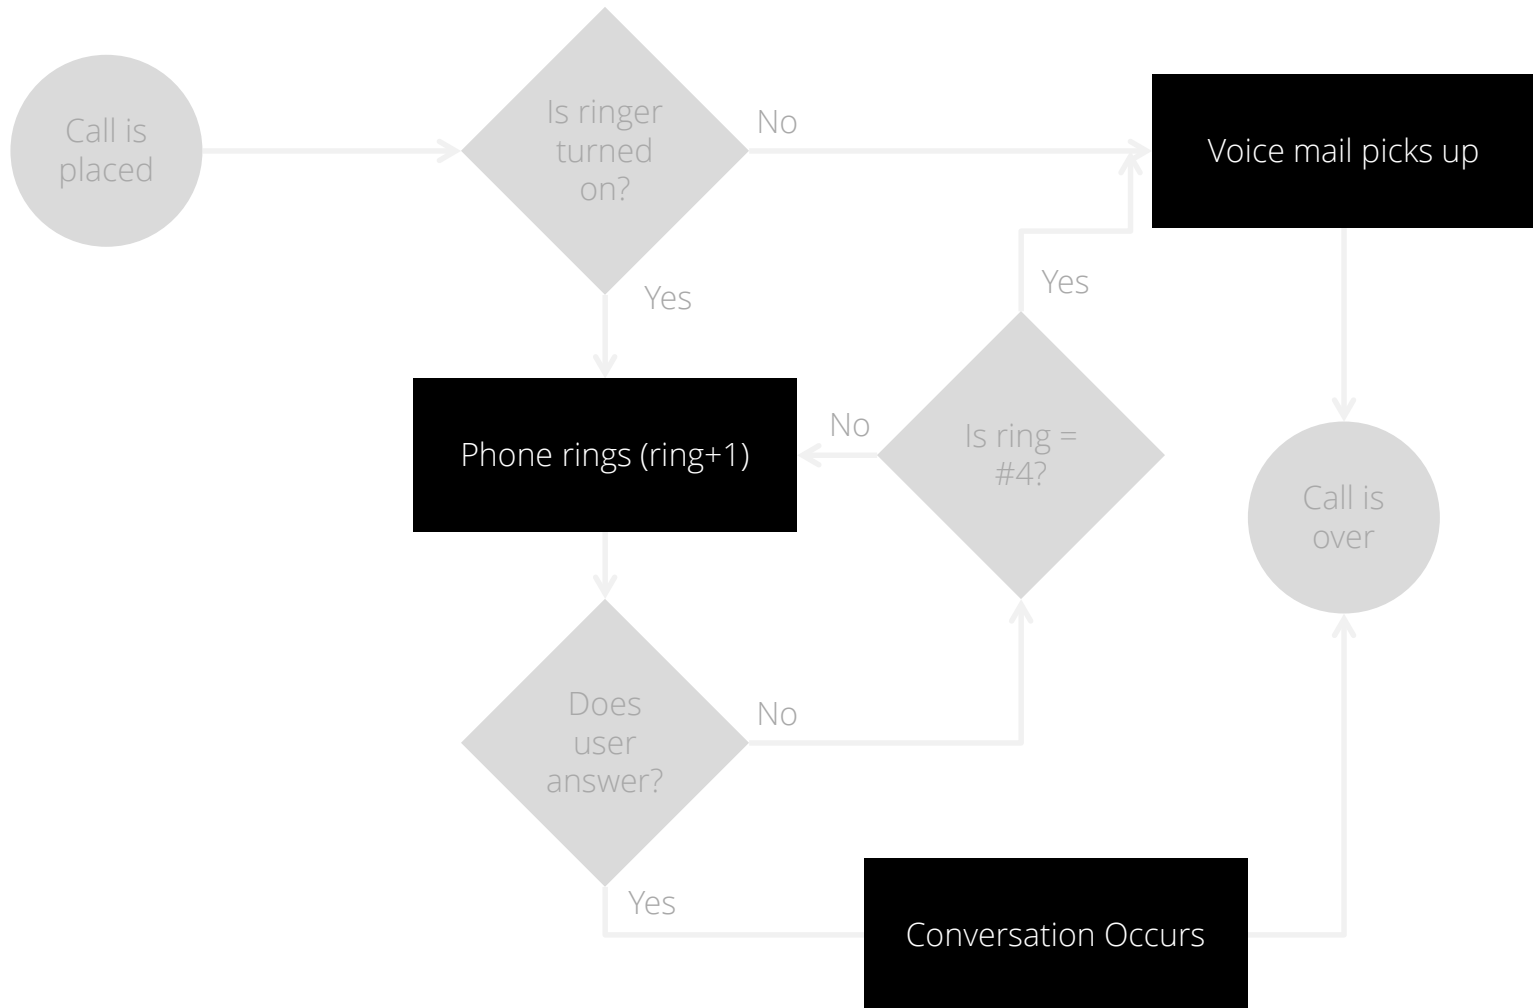 Call is
placed
Is ringer
turned
on?
No
Voice mail picks up
Yes
Yes
Phone rings (ring+1)
No
Is ring =
#4?
Call is
over
Does
user
answer?
No
Yes
Conversation Occurs